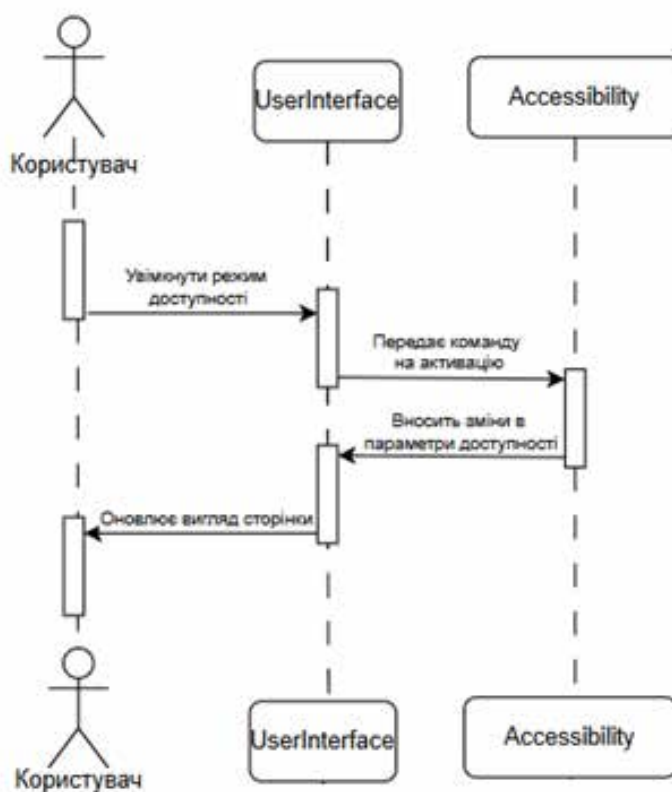 UserInterface
Accessibility
Користувач
Увімкнути режим
доступності
Передає команду
на активацію
Вносить зміни в
параметри доступності
Оновлює вигляд сторінки
UserInterface
Accessibility
Користувач